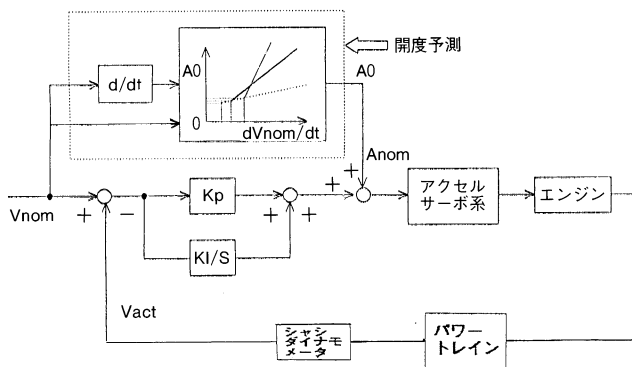 開度予測
d/dt
A0
0
dVnom/dt
A0
Anom
Vnom
+
−
Kp
KI/S
+
+
+
+
アクセル
サーボ系
エンジン
Vact
シャシ
ダイナモ
メータ
パワー
トレイン